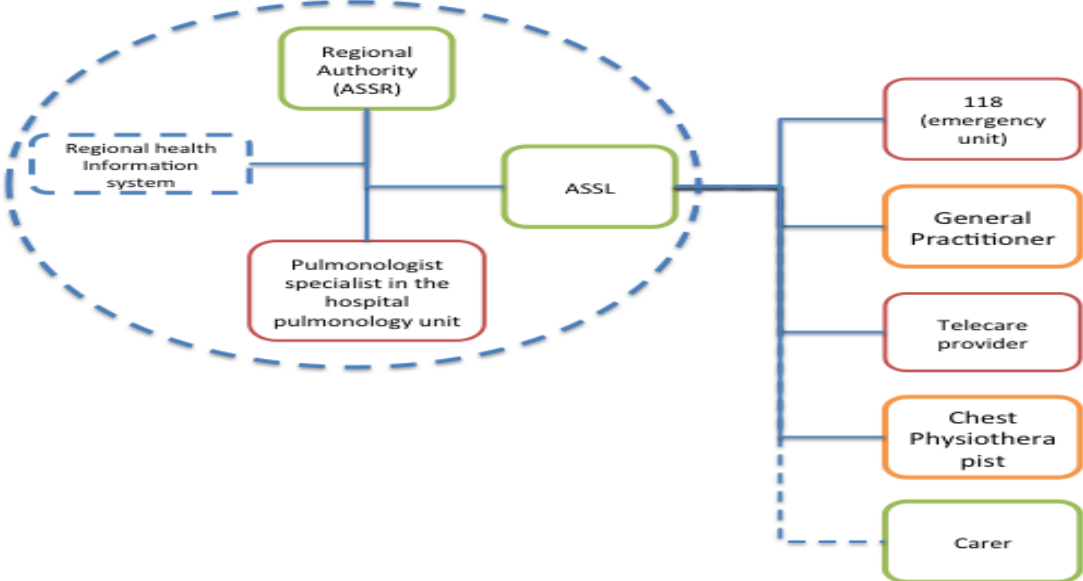 Regional
Authority
(ASSR)
Regional health
Information
system
ASSL
Pulmonologist
specialist in the
hospital
pulmonology unit
118
(emergency
unit)
General
Practitioner
Telecare
provider
Chest
Physiothera
pist
Carer